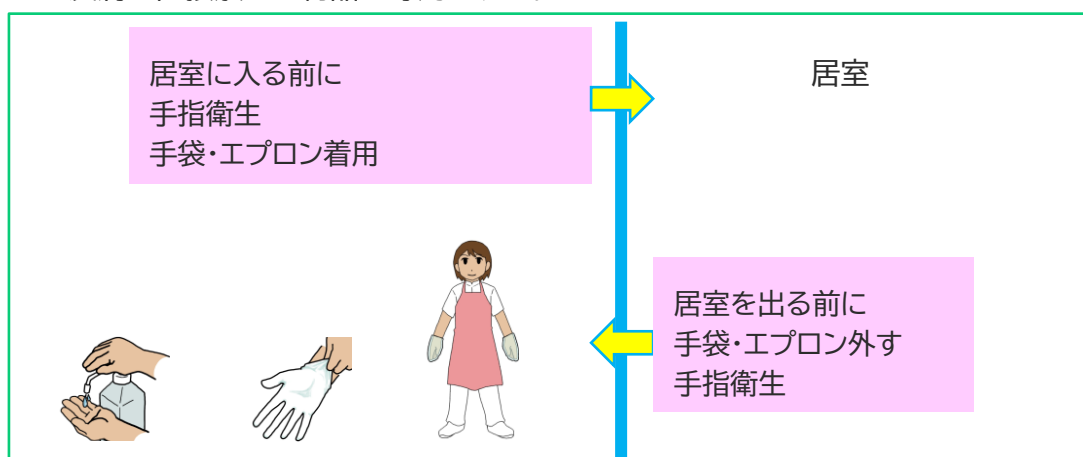 居室に入る前に
手指衛生
手袋・エプロン着用
居室
居室を出る前に
手袋・エプロン外す
手指衛生